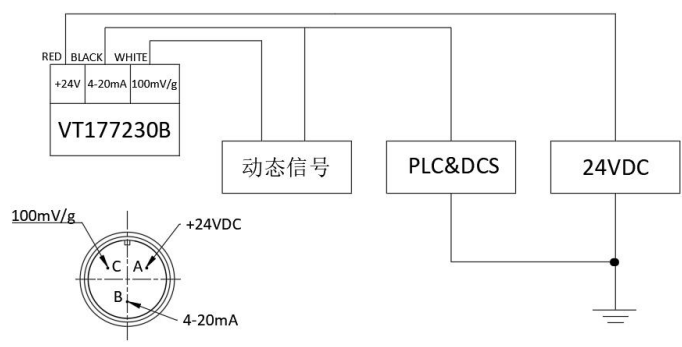 RED BLACK WHITE
+24V 4-20mA 100mV/g
VT177230B
动态信号
PLC&DCS
24VDC
100mV/g
+24VDC
C A
B
4-20mA